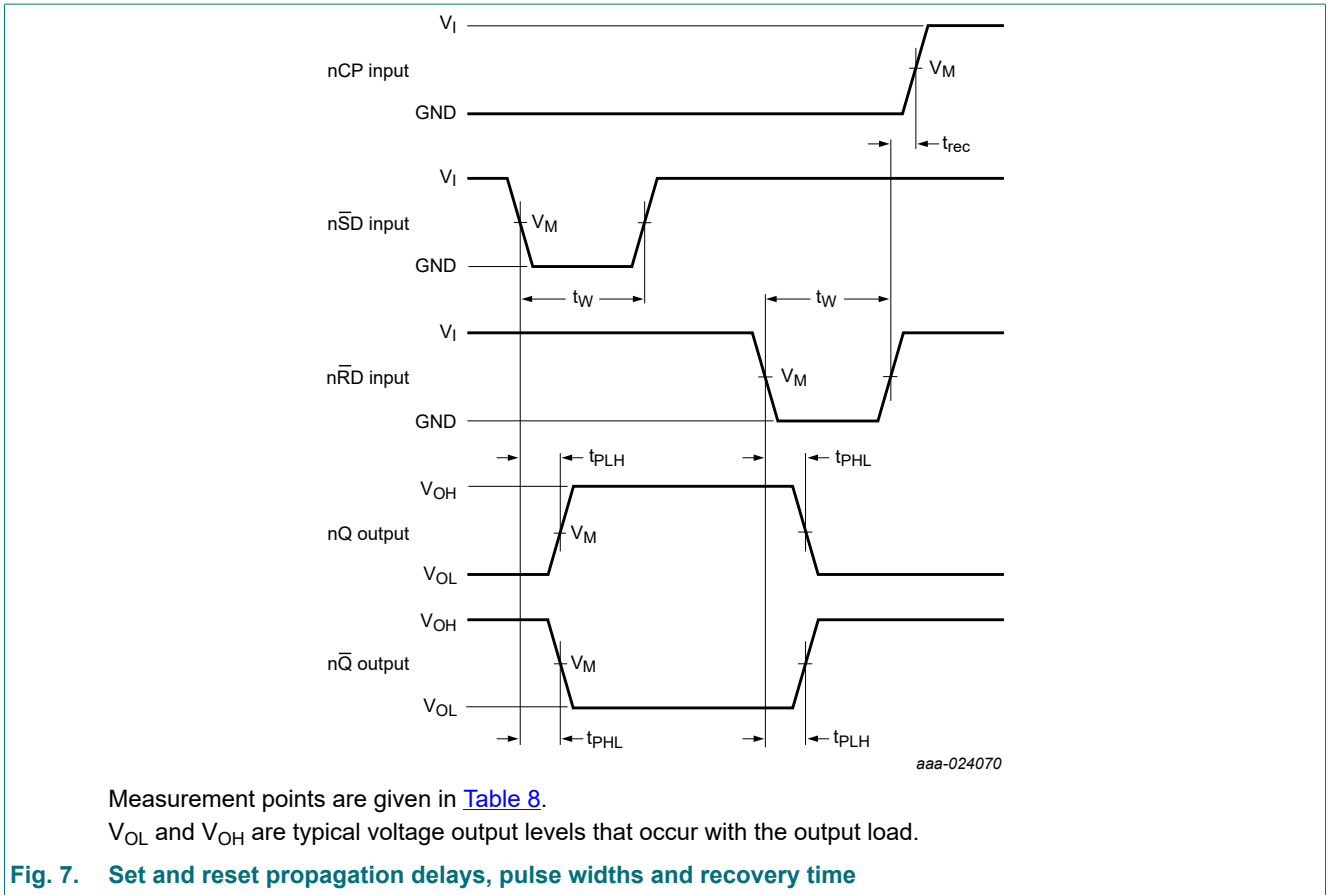 V_I
nCP input
V_M
GND
t_rec
V_I
nS̅D input
V_M
GND
t_W
t_W
V_I
nR̅D input
V_M
GND
t_PLH
t_PHL
V_OH
nQ output
V_M
V_OL
V_OH
nQ̅ output
V_M
V_OL
t_PHL
t_PLH
aaa-024070
Measurement points are given in Table 8.
V_OL and V_OH are typical voltage output levels that occur with the output load.
Fig. 7. Set and reset propagation delays, pulse widths and recovery time